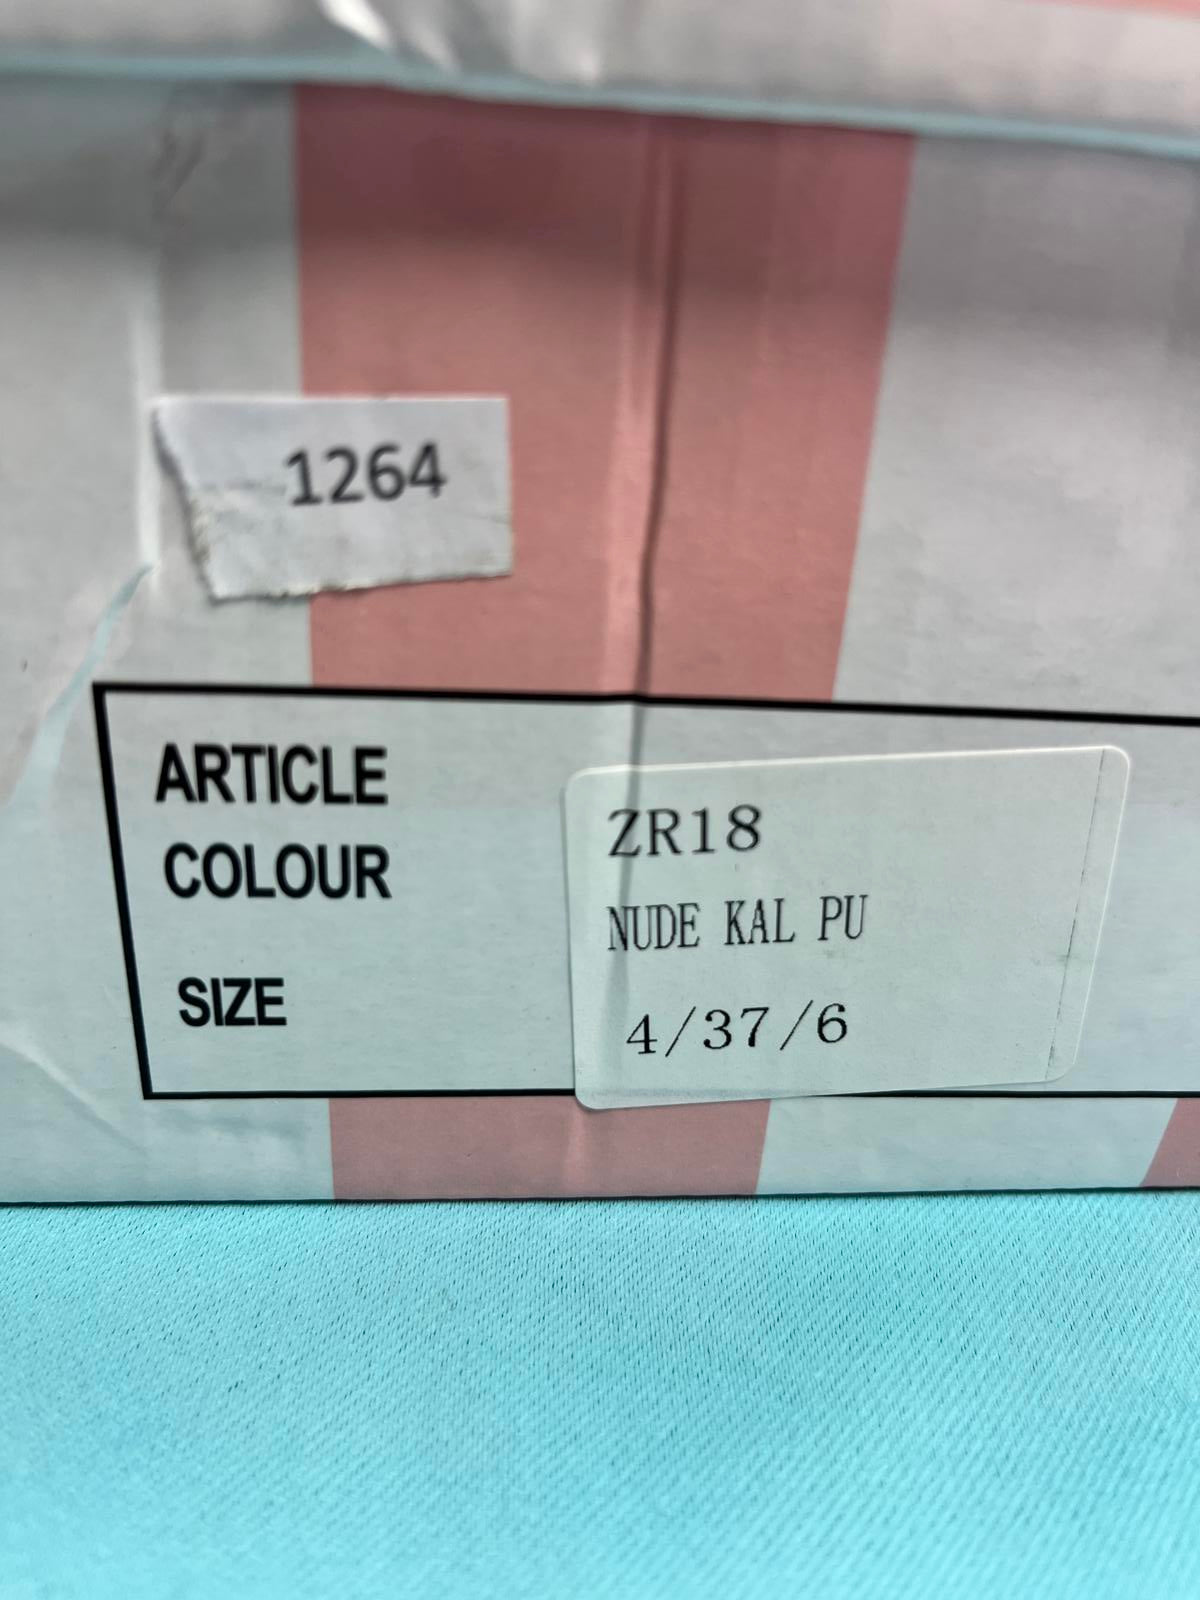 1264
ARTICLE ZR18
COLOUR NUDE KAL PU
SIZE 4/37/6